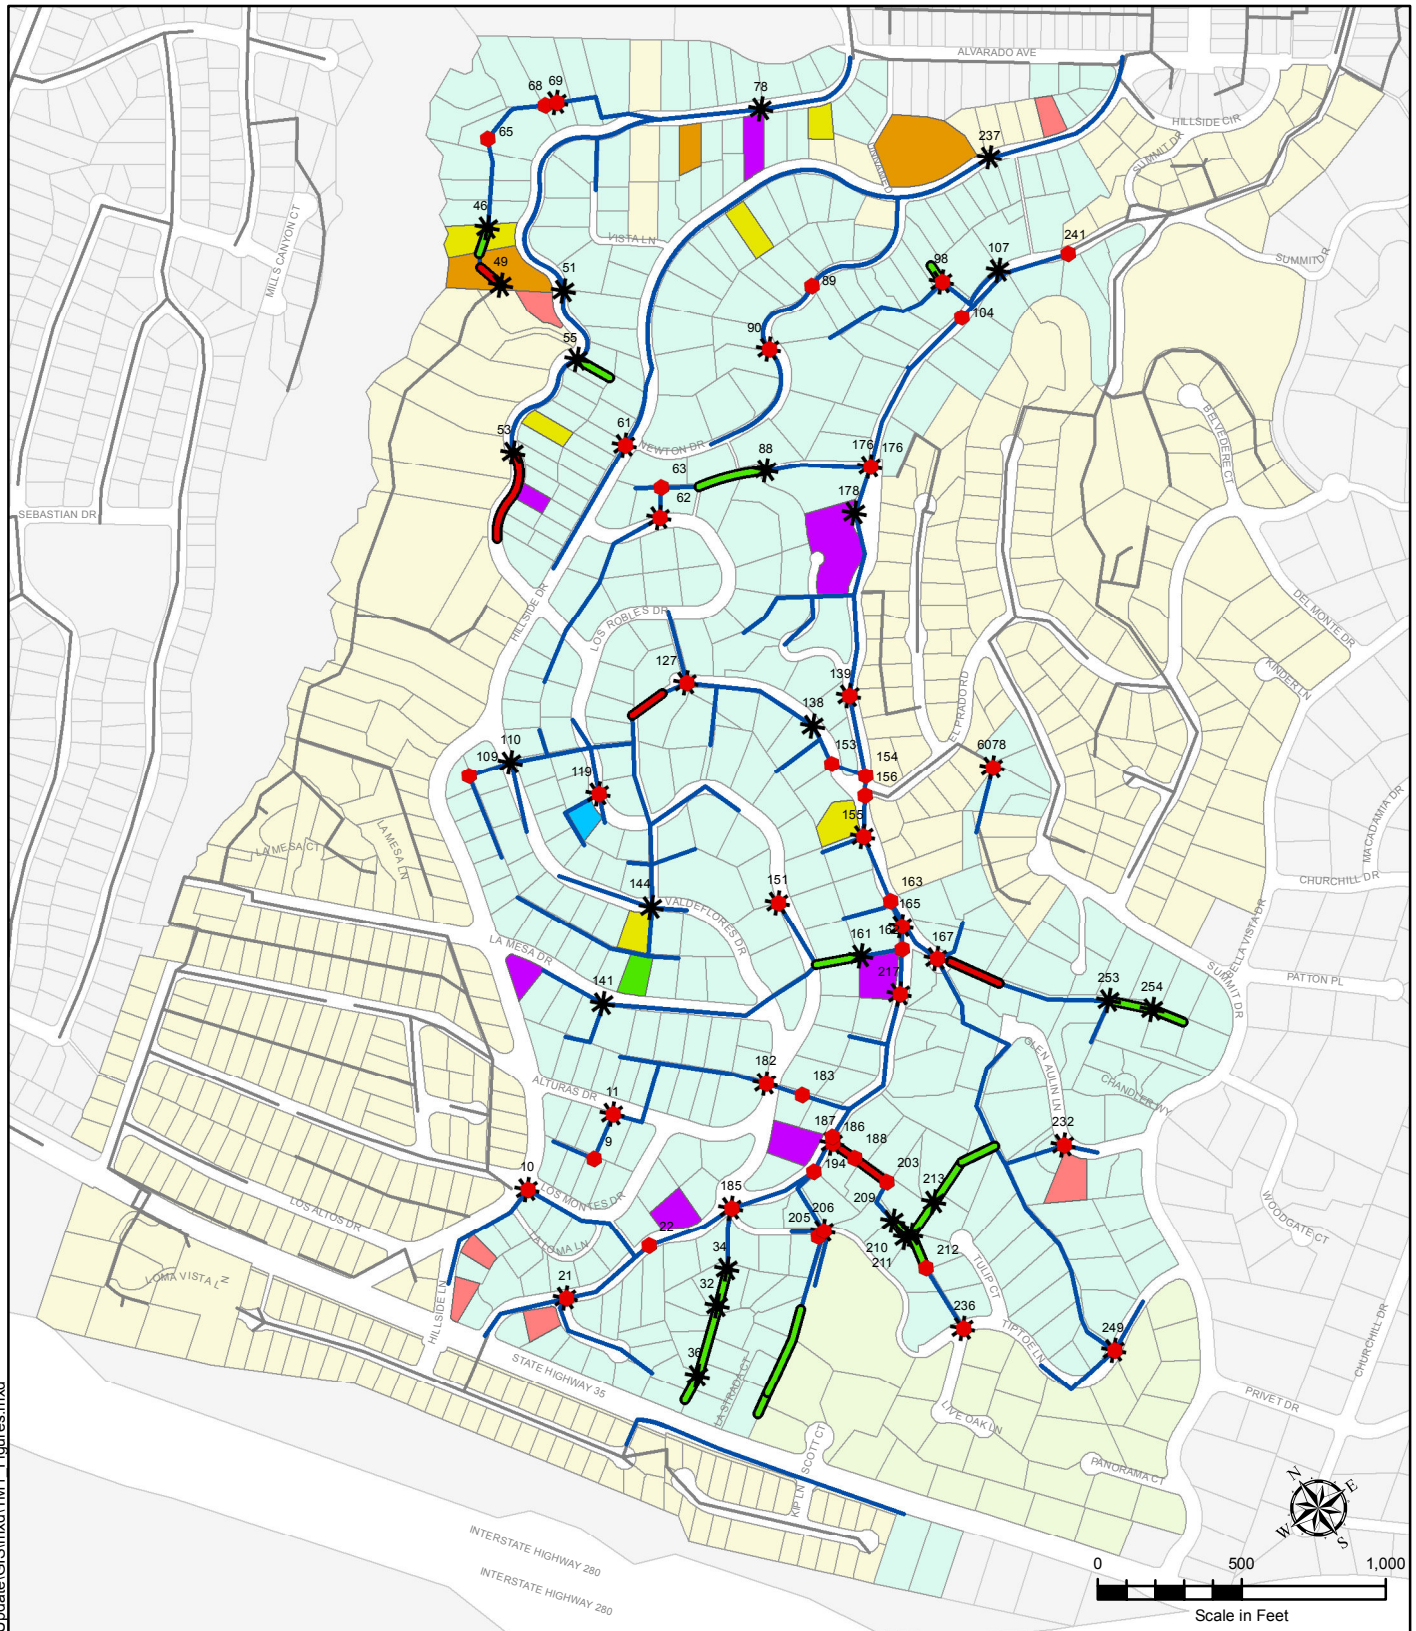 ALVARADO AVE
69
68
78
HILLSIDE CIR
65
237
SUMMIT DR
UNNAMED
MILLS CANYON CT
46
VISTA LN
241
SUMMIT DR
49
51
98
107
89
104
90
55
BELVEDERE CT
61
NEWTON DR
53
88
176
176
63
62
178
SEBASTIAN DR
HILLSIDE DR
LOS ROBLES DR
DEL MONTE DR
KINDER LN
127
139
EL PRADO RD
138
110
109
153
154
6078
156
119
155
MACADAMIA DR
LA MESA CT
LA MESA LN
CHURCHILL DR
144
151
163
VALDEFLORES DR
165
BELLA VISTA DR
LA MESA DR
161
162
167
SUMMIT DR
PATTON PL
141
217
253
254
GLEN AULIN LN
182
183
CHANDLER WY
ALTURAS DR
11
187
186
232
9
188
194
203
10
LOS MONTES DR
213
185
209
WOODGATE CT
LOS ALTOS DR
205
206
22
210
211
212
TAYOMA LN
34
TULIP CT
LOMA VISTA LN
21
32
236
TIPTOE LN
249
HILLSIDE LN
36
STATE HIGHWAY 35
LA STRADA CT
CHURCHILL DR
PRIVET DR
LIVE OAK LN
SCOTT CT
PANORAMA CT
KIP LN
N
E
W
S
INTERSTATE HIGHWAY 280
INTERSTATE HIGHWAY 280
0
500
1,000
Scale in Feet